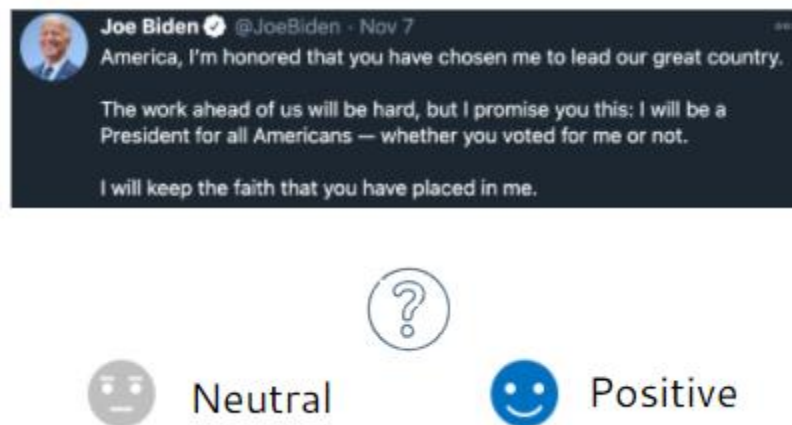 Joe Biden @JoeBiden · Nov 7
America, I'm honored that you have chosen me to lead our great country.
The work ahead of us will be hard, but I promise you this: I will be a
President for all Americans — whether you voted for me or not.
I will keep the faith that you have placed in me.
?
Neutral
Positive